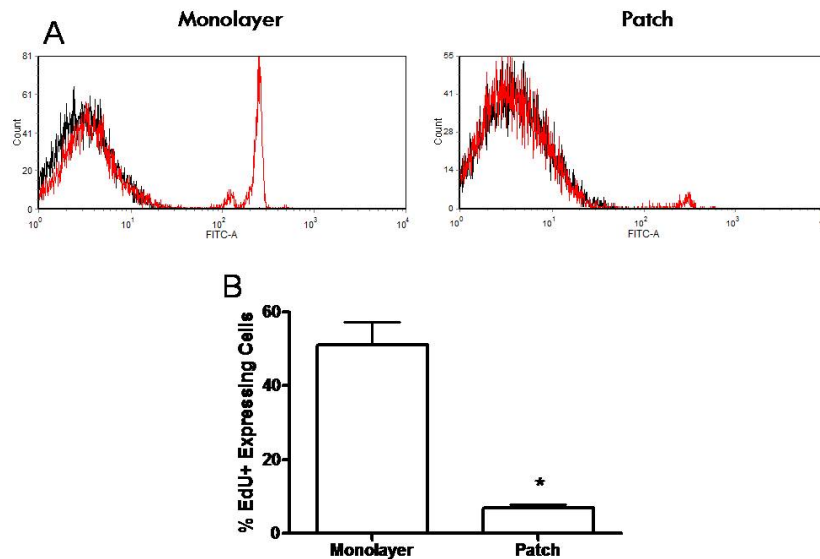 A
Monolayer
Patch
81
61
41
20
0
Count
10^0
10^1
10^2
10^3
10^4
FITC-A
55
41
28
14
0
Count
10^0
10^1
10^2
10^3
FITC-A
B
60
40
20
0
% EdU+ Expressing Cells
*
Monolayer
Patch